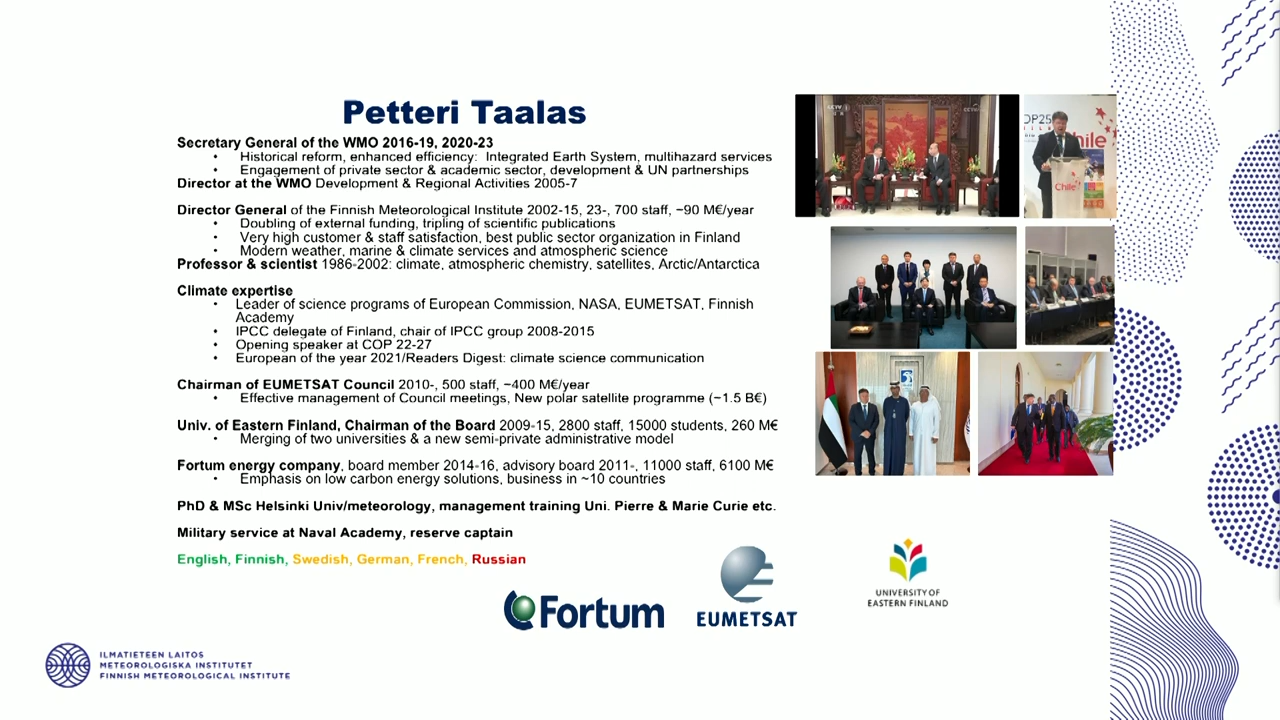 Petteri Taalas
Secretary General of the WMO 2016-19, 2020-23
• Historical reform, enhanced efficiency: Integrated Earth System, multihazard services
• Engagement of private sector & academic sector, development & UN partnerships
Director at the WMO Development & Regional Activities 2005-7
Director General of the Finnish Meteorological Institute 2002-15, 23-, 700 staff, ~90 M€/year
• Doubling of external funding, tripling of scientific publications
• Very high customer & staff satisfaction, best public sector organization in Finland
• Modern weather, marine & climate services and atmospheric science
Professor & scientist 1986-2002: climate, atmospheric chemistry, satellites, Arctic/Antarctica
Climate expertise
• Leader of science programs of European Commission, NASA, EUMETSAT, Finnish
Academy
• IPCC delegate of Finland, chair of IPCC group 2008-2015
• Opening speaker at COP 22-27
• European of the year 2021/Readers Digest: climate science communication
Chairman of EUMETSAT Council 2010-, 500 staff, ~400 M€/year
• Effective management of Council meetings, New polar satellite programme (~1.5 B€)
Univ. of Eastern Finland, Chairman of the Board 2009-15, 2800 staff, 15000 students, 260 M€
• Merging of two universities & a new semi-private administrative model
Fortum energy company, board member 2014-16, advisory board 2011-, 11000 staff, 6100 M€
• Emphasis on low carbon energy solutions, business in ~10 countries
PhD & MSc Helsinki Univ/meteorology, management training Uni. Pierre & Marie Curie etc.
Military service at Naval Academy, reserve captain
English, Finnish, Swedish, German, French, Russian
Fortum
EUMETSAT
UNIVERSITY OF
EASTERN FINLAND
ILMATIETEEN LAITOS
METEOROLOGISKA INSTITUTET
FINNISH METEOROLOGICAL INSTITUTE
COP25
Chile
Chile